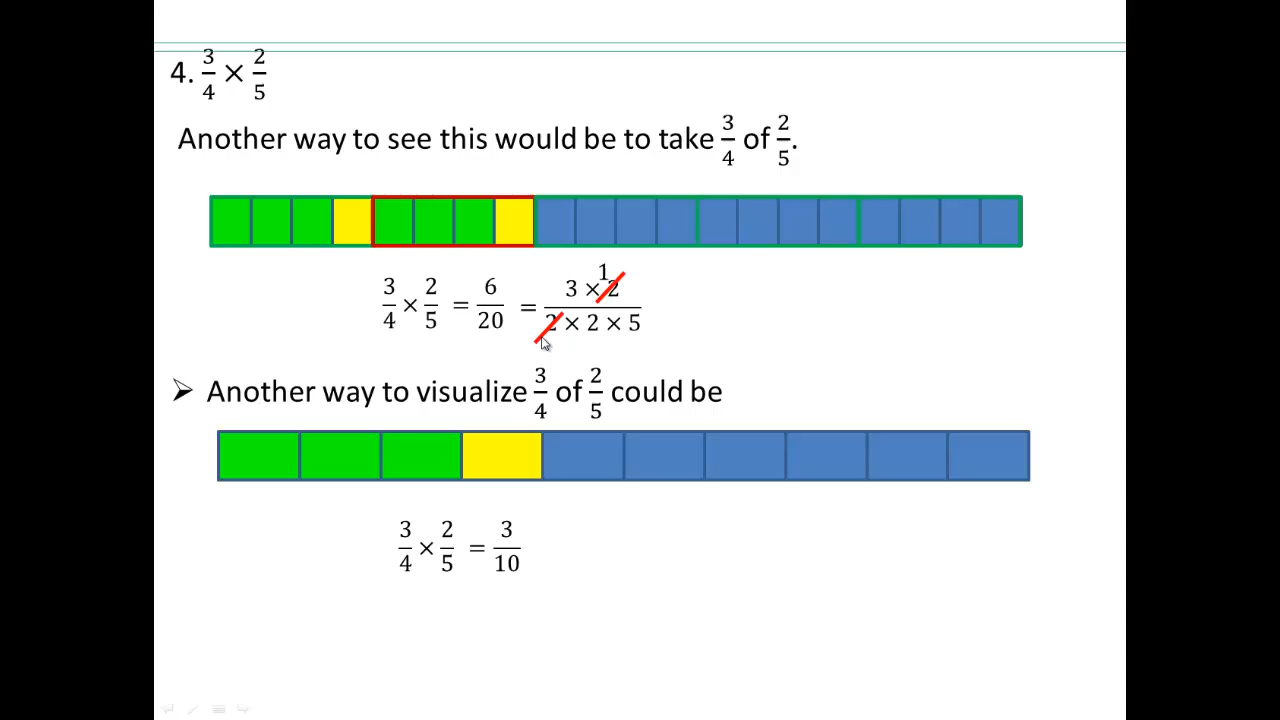 4. 3/4 × 2/5
Another way to see this would be to take 3/4 of 2/5.
3/4 × 2/5 = 6/20 = (3 × 2)/(2 × 2 × 5)
1
➢ Another way to visualize 3/4 of 2/5 could be
3/4 × 2/5 = 3/10